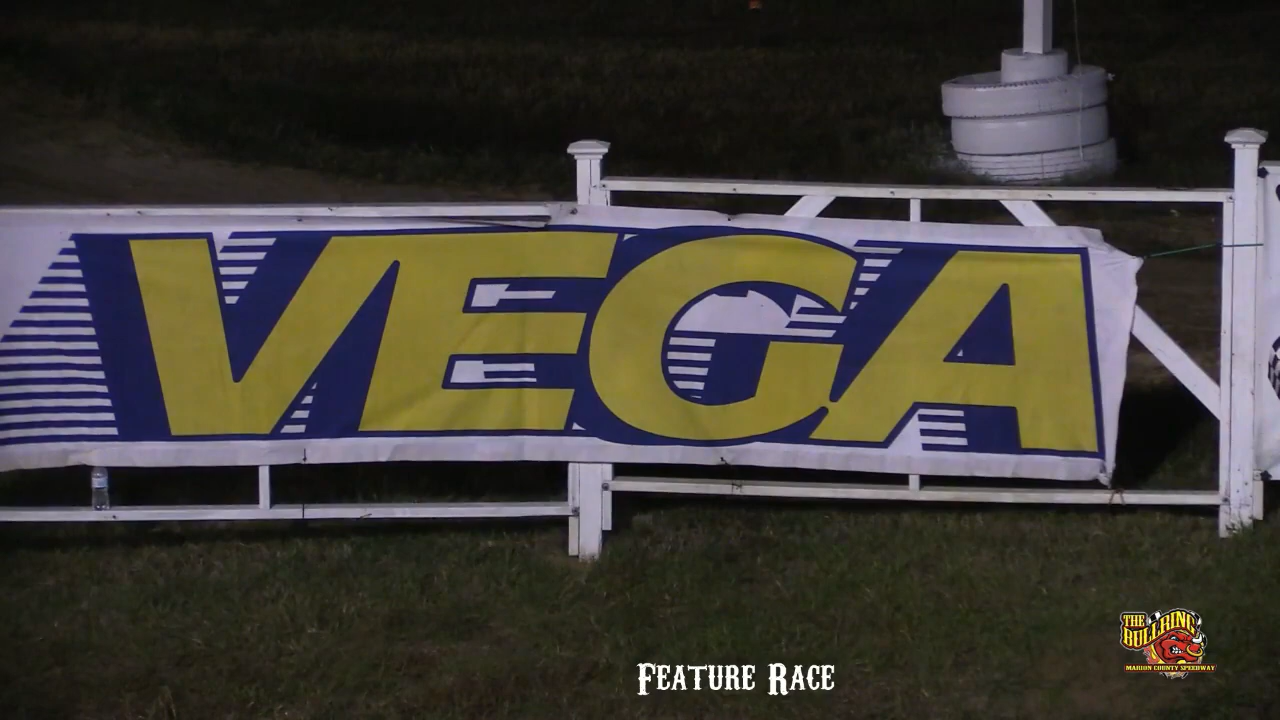 VEGA
FEATURE RACE
THE
BULLRING
MARION COUNTY SPEEDWAY